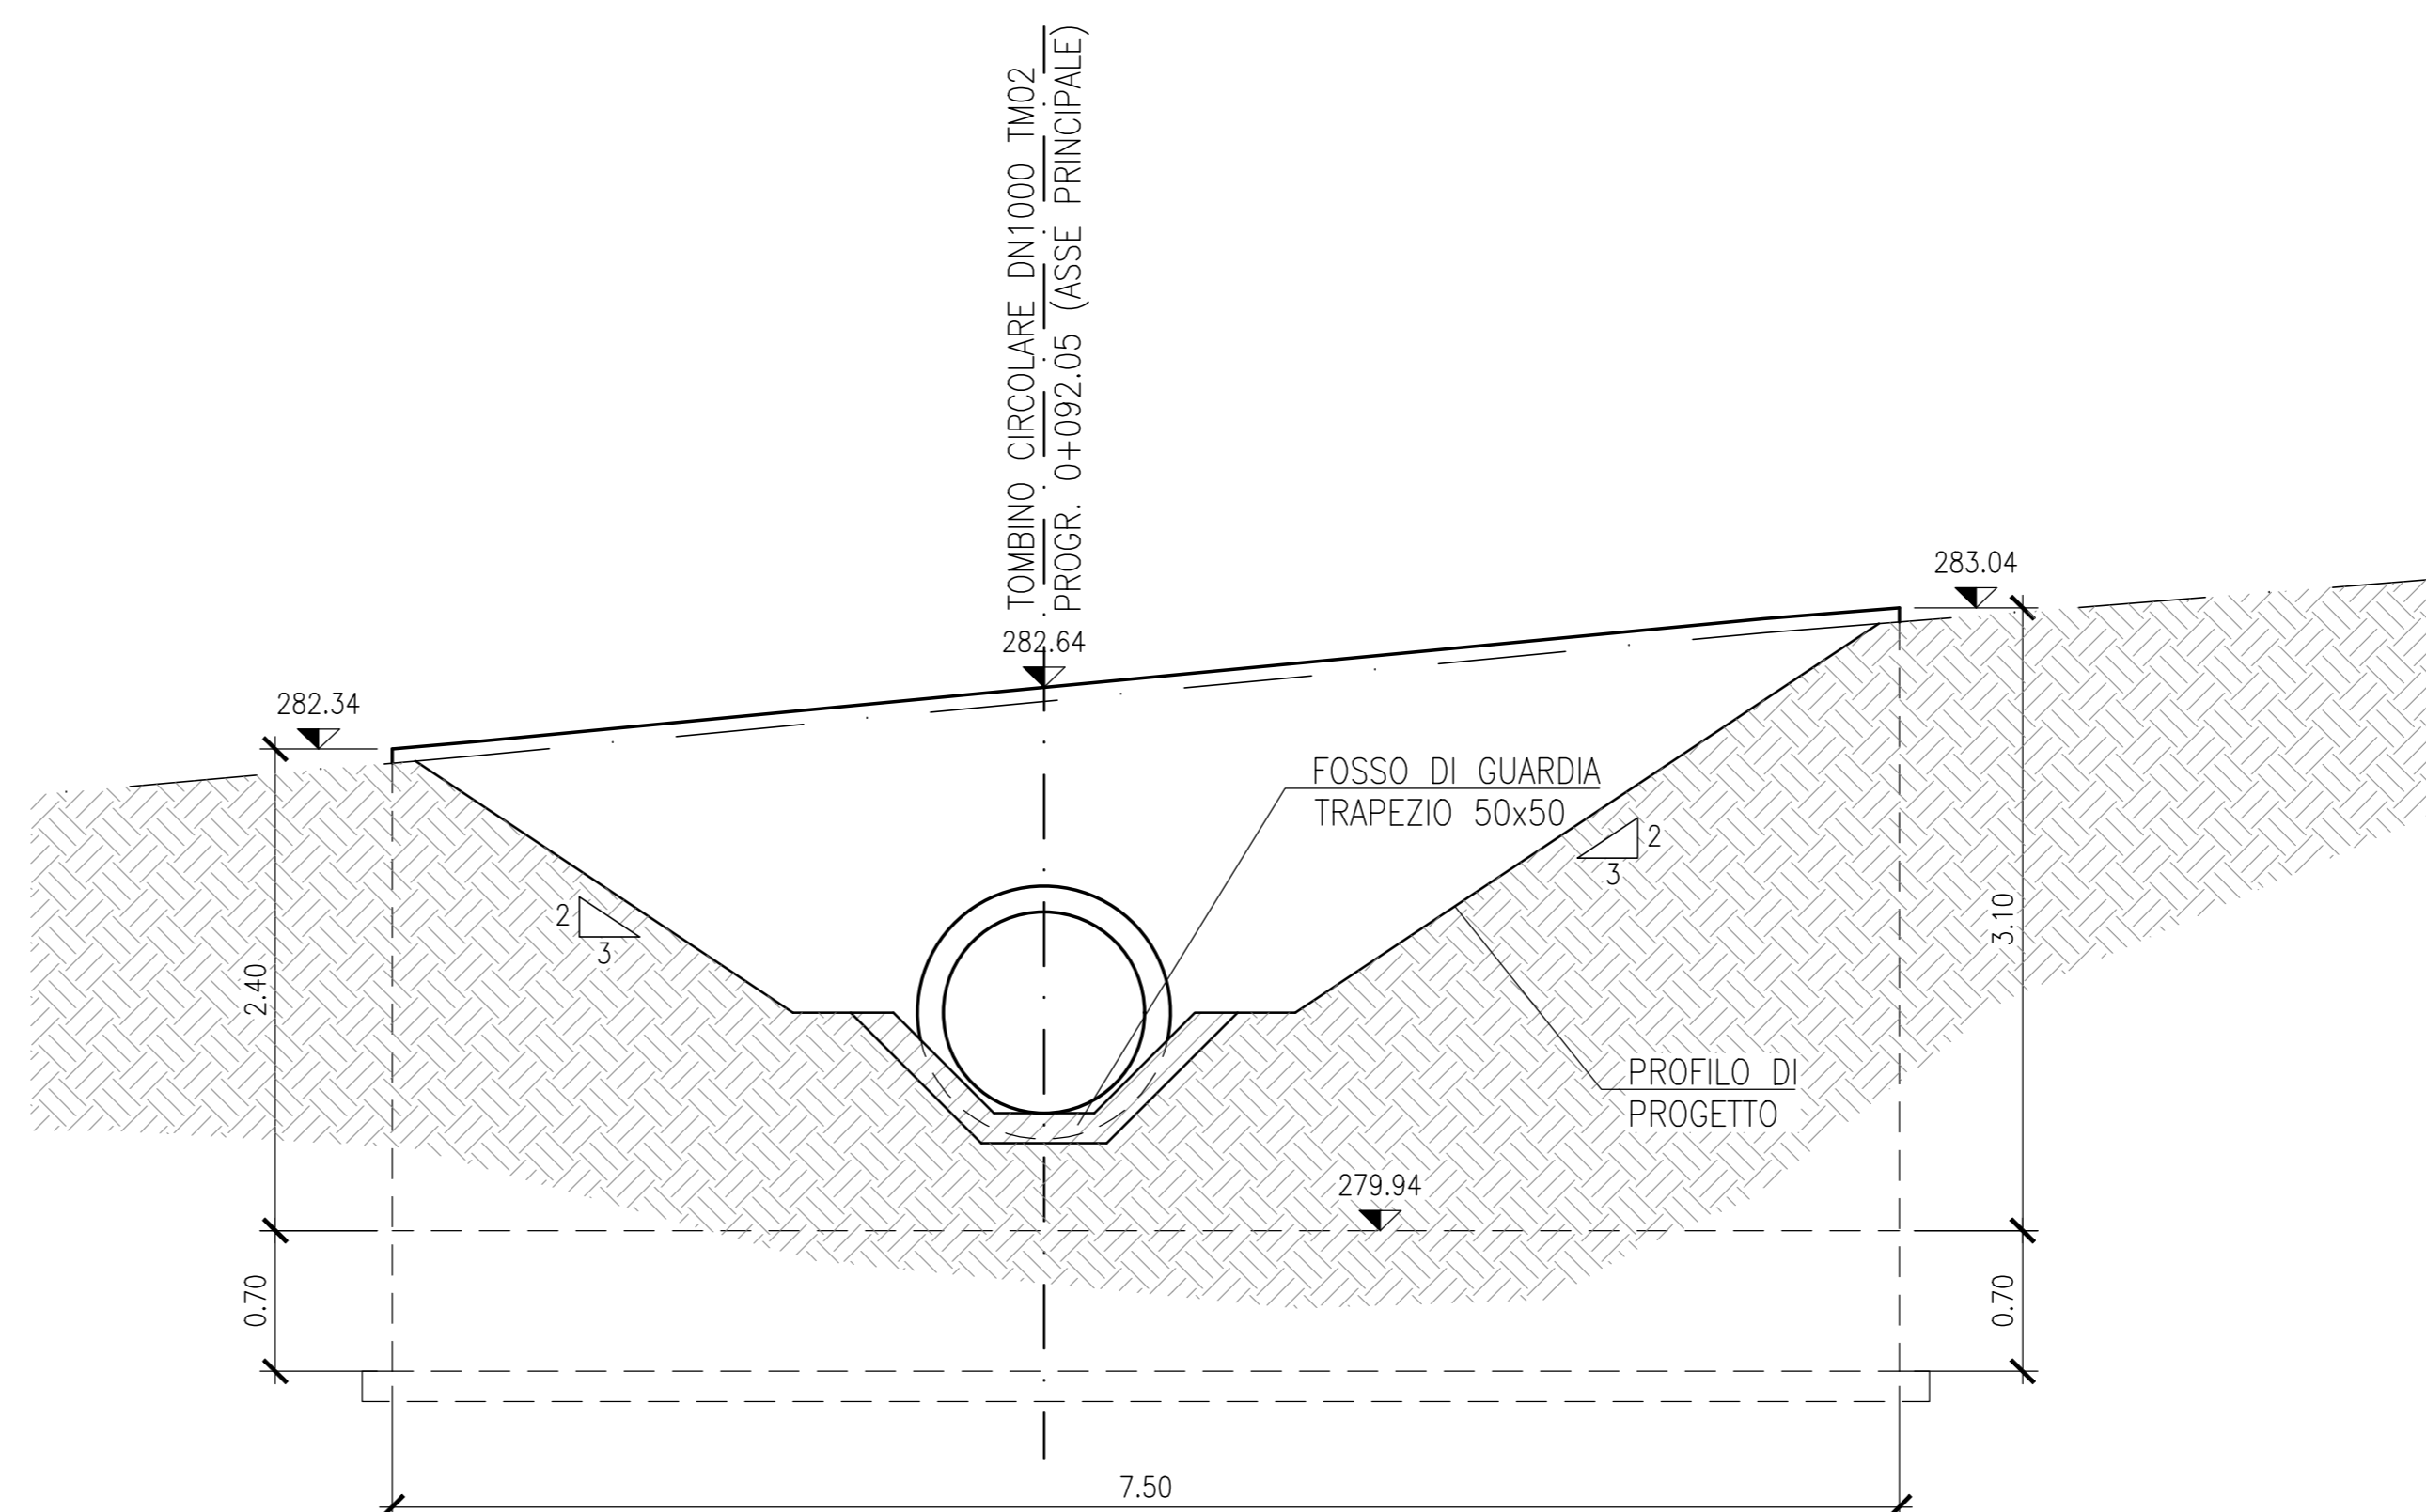 TOMBINO CIRCOLARE DN1000 TM02
PROGR. 0+092.05 (ASSE PRINCIPALE)
283.04
282.64
282.34
FOSSO DI GUARDIA
TRAPEZIO 50x50
2
3
2
3
3.10
2.40
PROFILO DI
PROGETTO
279.94
0.70
0.70
7.50